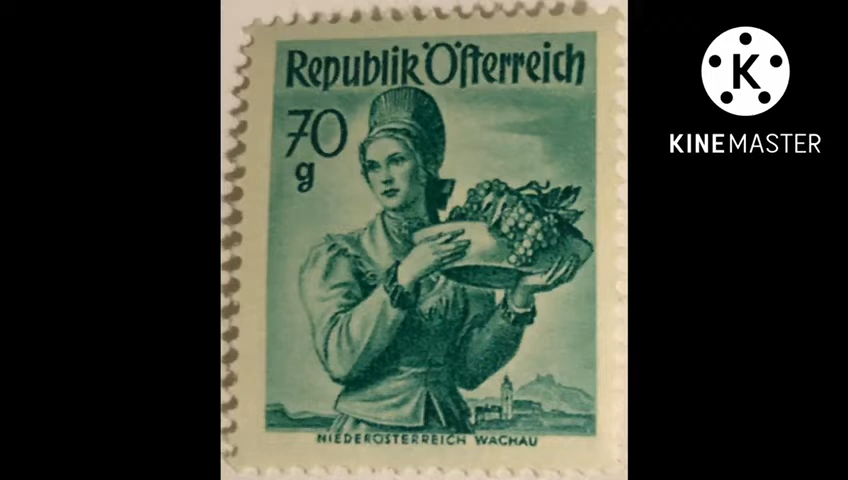 Republik Österreich
70
g
NIEDERÖSTERREICH WACHAU
K
KINEMASTER